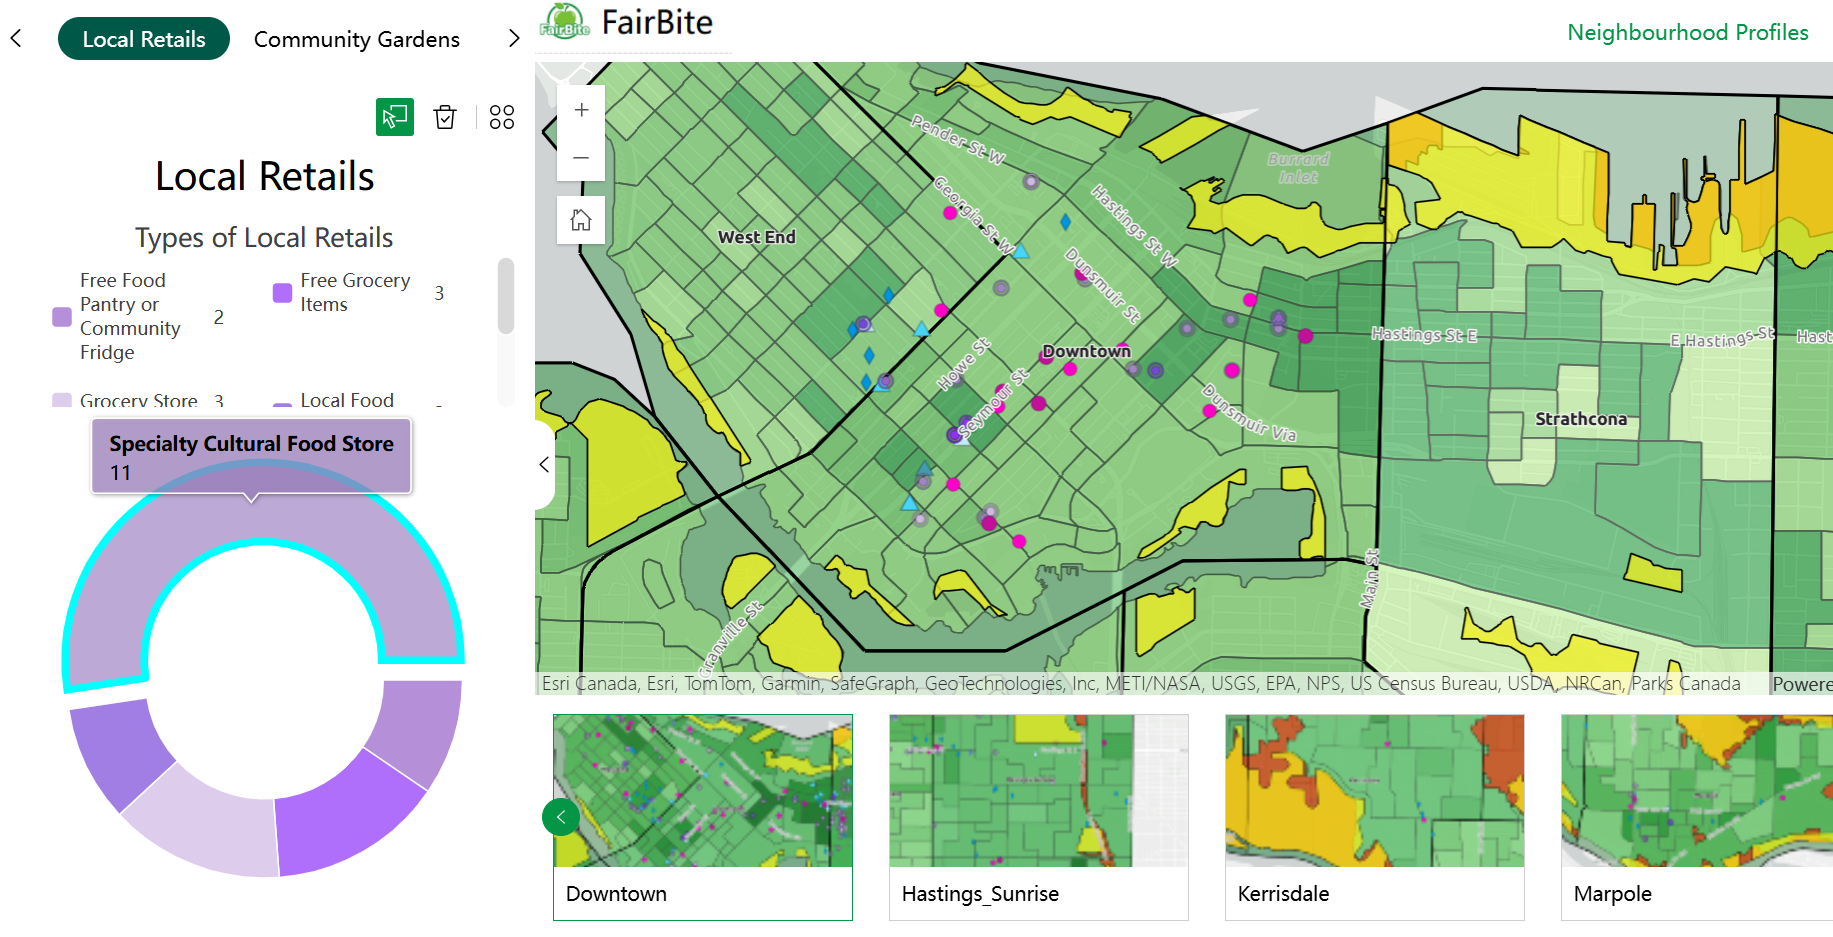 Local Retails
Community Gardens
FairBite
FairBite
Neighbourhood Profiles
Local Retails
Types of Local Retails
Free Food
Pantry or
Community
Fridge
2
Free Grocery
Items
3
Grocery Store
3
Local Food
Specialty Cultural Food Store
11
Pender St W
Georgia St W
Hastings St W
Burrard
Inlet
West End
Dunsmuir St
Howe St
Downtown
Seymour St
Dunsmuir Via
Hastings St E
E Hastings St
Hast
Strathcona
Main St
Granville St
Esri Canada, Esri, TomTom, Garmin, SafeGraph, GeoTechnologies, Inc, METI/NASA, USGS, EPA, NPS, US Census Bureau, USDA, NRCan, Parks Canada
Powere
Downtown
Hastings_Sunrise
Kerrisdale
Marpole